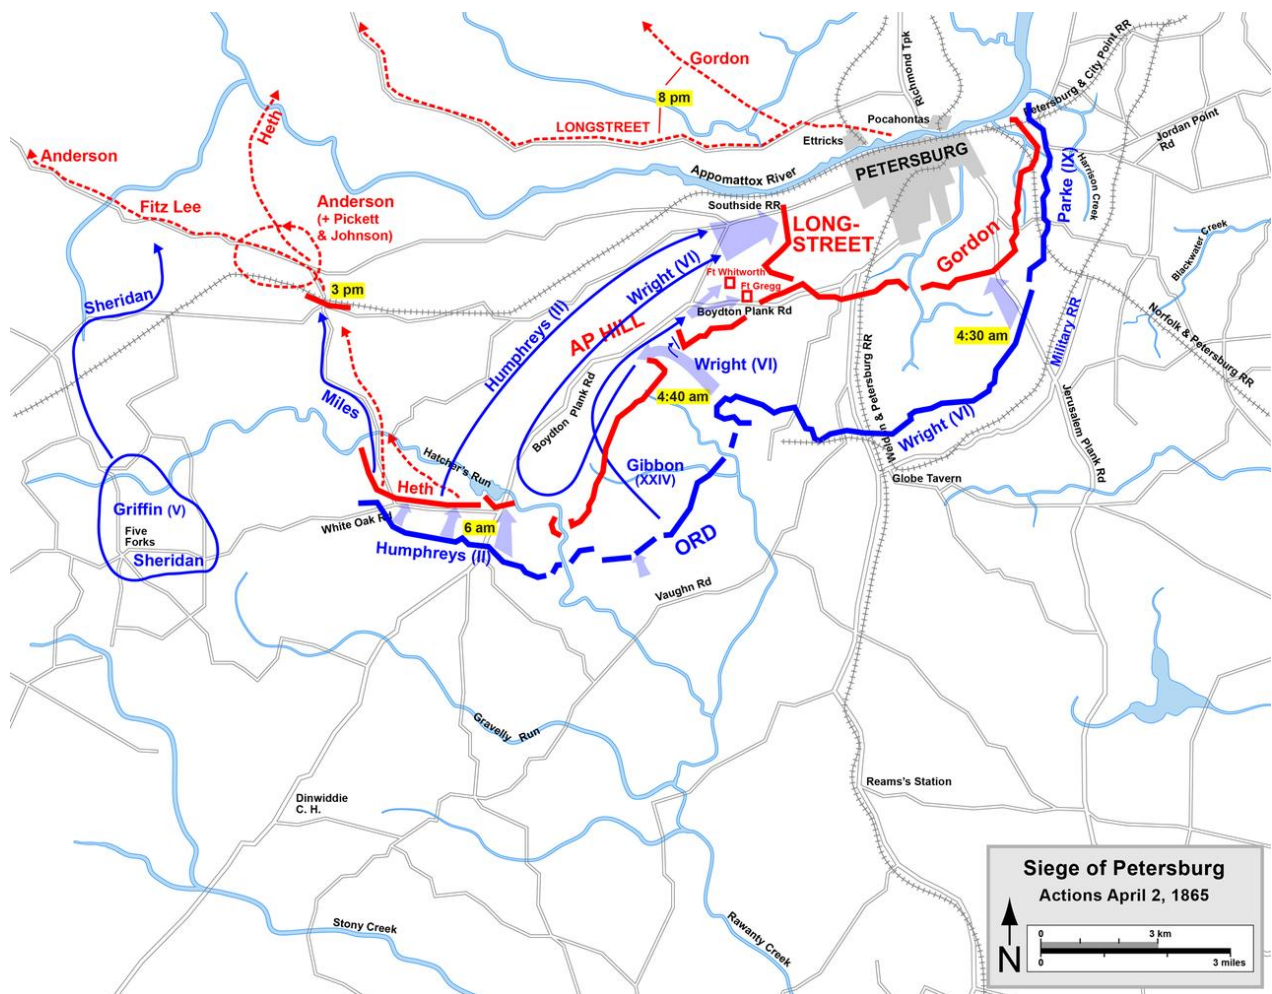 Gordon
8 pm
LONGSTREET
Richmond Tpk
Petersburg & City Point RR
Pocahontas
Ettricks
Jordan Point
Rd
Heth
Anderson
PETERSBURG
Appomattox River
Harrison Creek
Parke (IX)
Fitz Lee
Anderson
(+ Pickett
& Johnson)
Southside RR
LONG-
STREET
Gordon
Blackwater Creek
Sheridan
3 pm
Humphreys (II)
Wright (VI)
Ft Whitworth
Ft Gregg
Boydton Plank Rd
AP HILL
4:30 am
Military RR
Norfolk & Petersburg RR
Wright (VI)
4:40 am
Miles
Boydton Plank Rd
Weldn & Petersburg RR
Wright (VI)
Jerusalem Plank Rd
Hatcher's Run
Gibbon
(XXIV)
Globe Tavern
Heth
Griffin (V)
White Oak Rd
6 am
Five
Forks
Sheridan
Humphreys (II)
ORD
Vaughn Rd
Gravelly Run
Reams's Station
Dinwiddie
C. H.
Stony Creek
Rawanty Creek
Siege of Petersburg
Actions April 2, 1865
N
0 3 km
0 3 miles